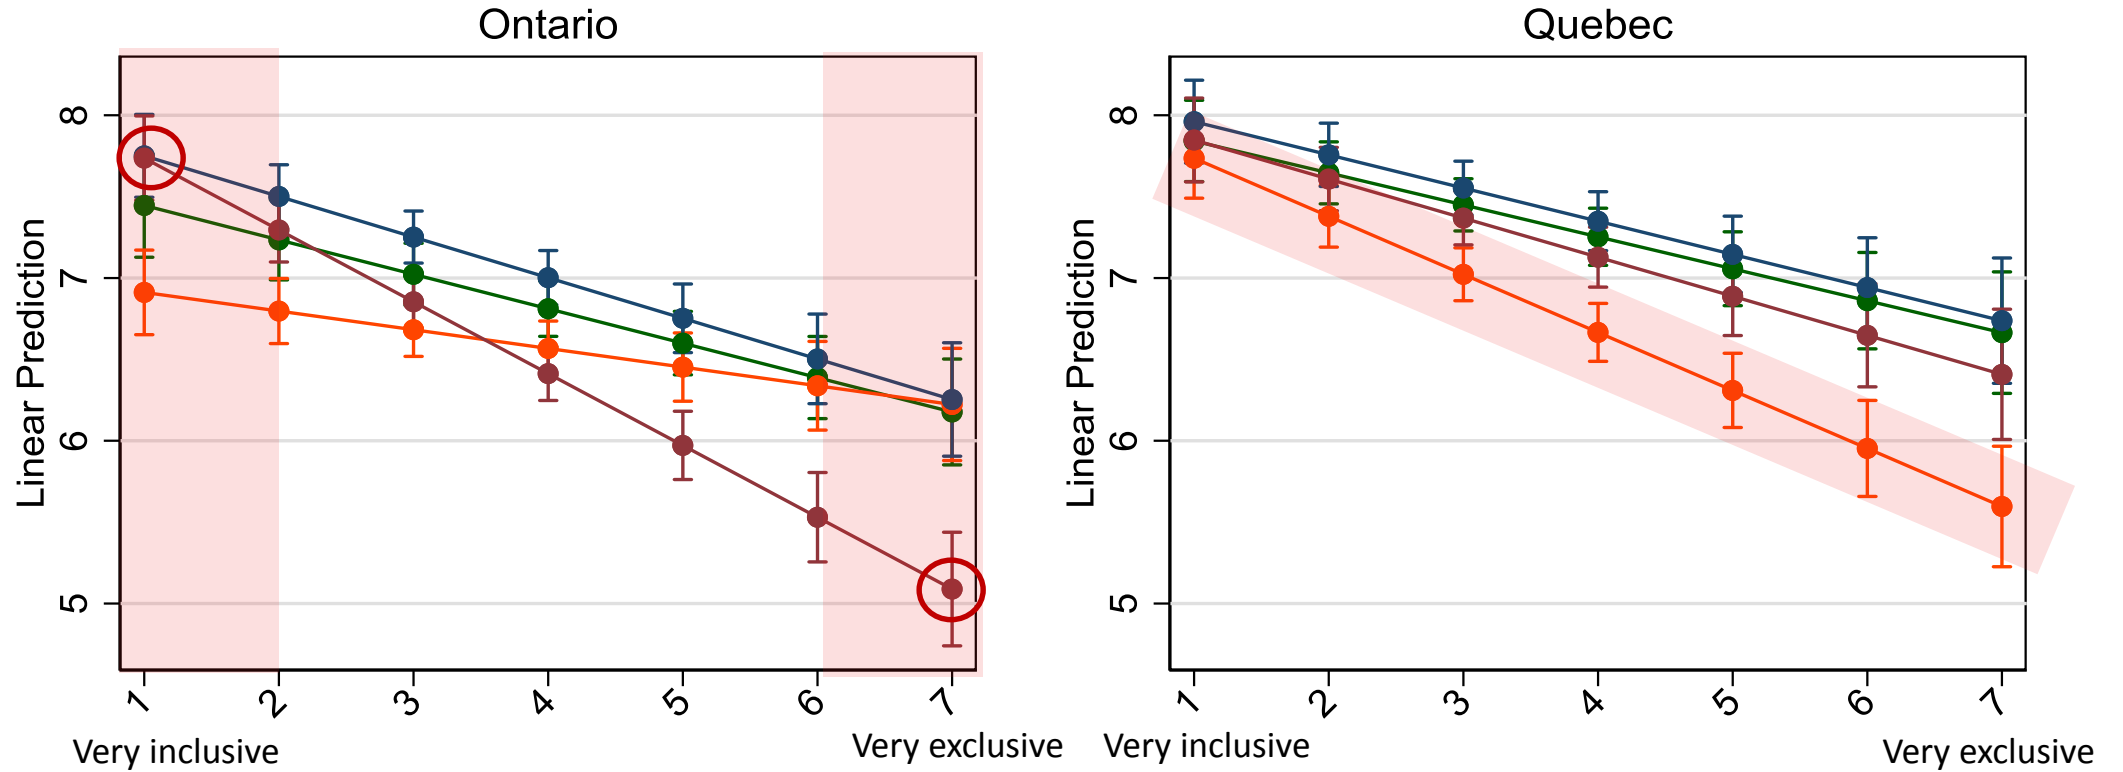 Ontario
Linear Prediction
8
7
6
5
1 2 3 4 5 6 7
Very inclusive Very exclusive
Quebec
Linear Prediction
8
7
6
5
1 2 3 4 5 6 7
Very inclusive Very exclusive